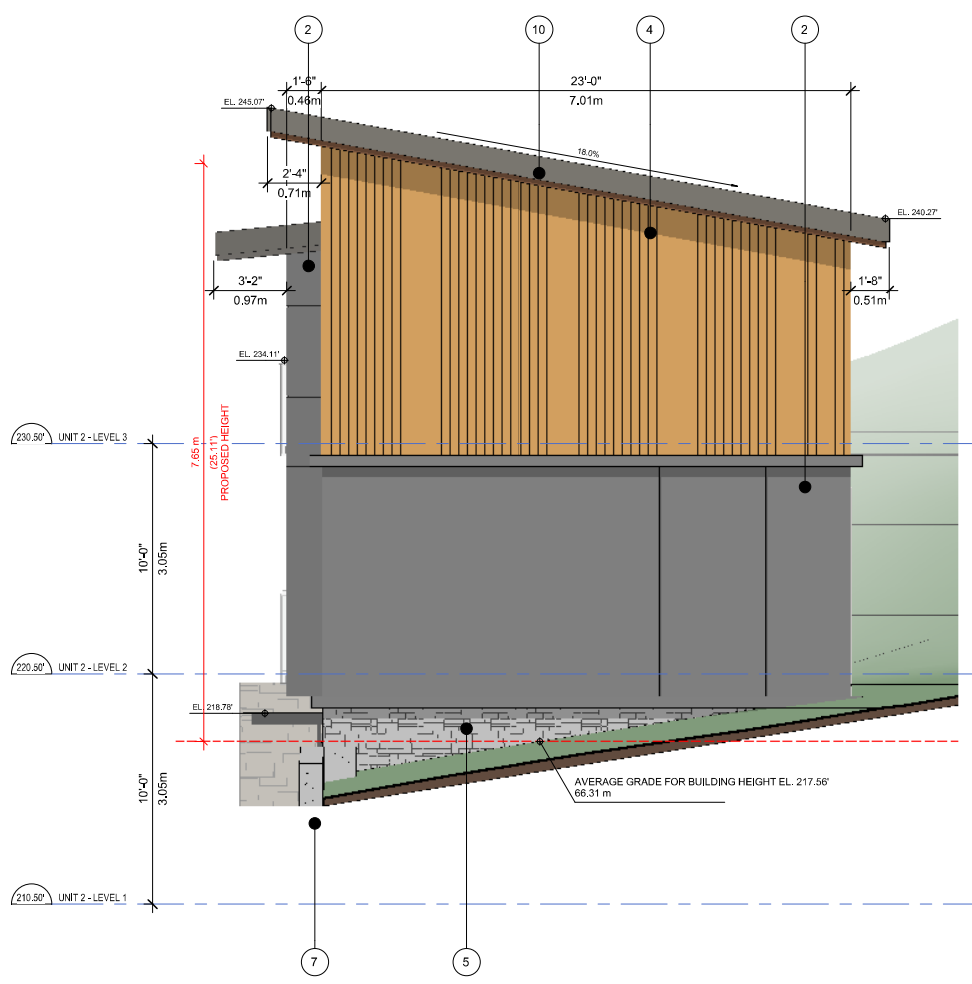 2
10
4
2
1'-6"
0.46m
23'-0"
7.01m
EL. 245.07'
18.0%
2'-4"
0.71m
EL. 240.27'
3'-2"
0.97m
1'-8"
0.51m
EL. 234.11'
230.50' UNIT 2 - LEVEL 3
7.65 m
(25.11')
PROPOSED HEIGHT
10'-0"
3.05m
220.50' UNIT 2 - LEVEL 2
EL. 218.78'
AVERAGE GRADE FOR BUILDING HEIGHT EL. 217.56'
66.31 m
10'-0"
3.05m
210.50' UNIT 2 - LEVEL 1
7
5